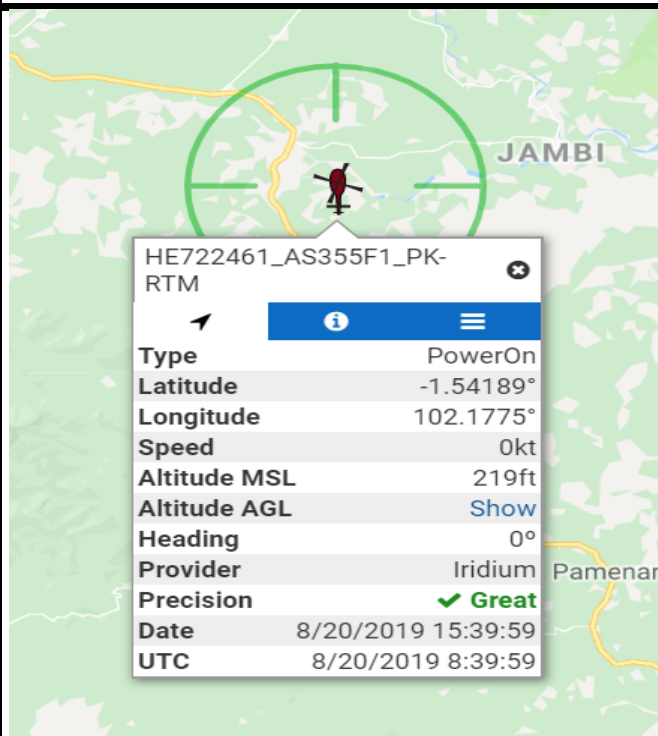 JAMBI
HE722461_AS355F1_PK-
RTM
Type PowerOn
Latitude -1.54189°
Longitude 102.1775°
Speed 0kt
Altitude MSL 219ft
Altitude AGL Show
Heading 0º
Provider Iridium
Pamenar
Precision ✔ Great
Date 8/20/2019 15:39:59
UTC 8/20/2019 8:39:59